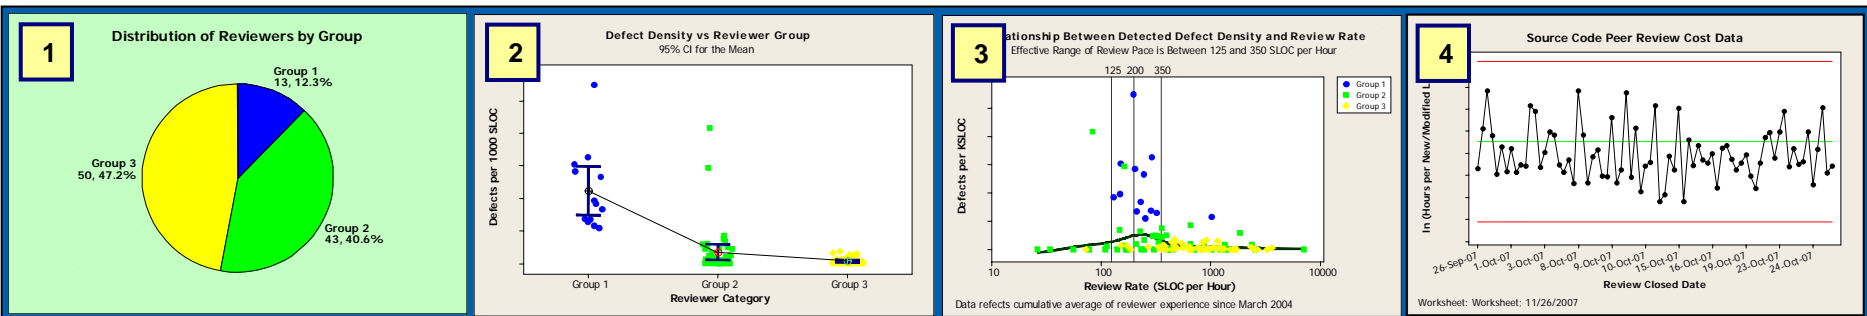 1
Distribution of Reviewers by Group
Group 1
13, 12.3%
Group 3
50, 47.2%
Group 2
43, 40.6%
2
Defect Density vs Reviewer Group
95% CI for the Mean
Defects per 1000 SLOC
Group 1 Group 2 Group 3
Reviewer Category
3
ationship Between Detected Defect Density and Review Rate
Effective Range of Review Pace is Between 125 and 350 SLOC per Hour
125 200 350
Group 1
Group 2
Group 3
Defects per KSLOC
10 100 1000 10000
Review Rate (SLOC per Hour)
Data refects cumulative average of reviewer experience since March 2004
4
Source Code Peer Review Cost Data
ln (Hours per New/Modified L
26-Sep-07 1-Oct-07 3-Oct-07 8-Oct-07 9-Oct-07 10-Oct-07 15-Oct-07 16-Oct-07 19-Oct-07 23-Oct-07 24-Oct-07
Review Closed Date
Worksheet: Worksheet; 11/26/2007